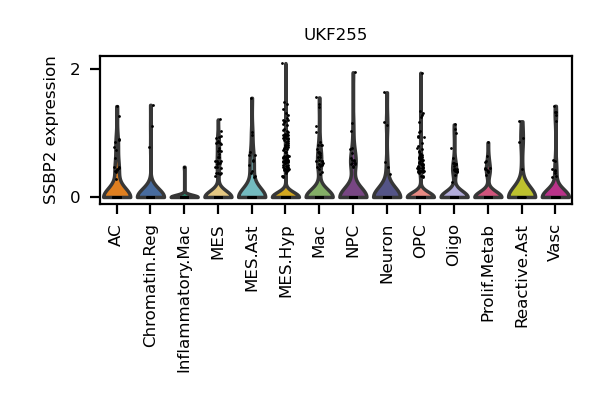 UKF255
SSBP2 expression
2
0
AC
Chromatin.Reg
Inflammatory.Mac
MES
MES.Ast
MES.Hyp
Mac
NPC
Neuron
OPC
Oligo
Prolif.Metab
Reactive.Ast
Vasc